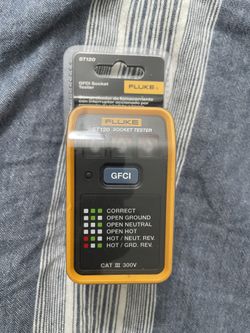 ST120
GFCI Socket
Tester
FLUKE
FLUKE
ST120 SOCKET TESTER
GFCI
CORRECT
OPEN GROUND
OPEN NEUTRAL
OPEN HOT
HOT / NEUT. REV.
HOT / GRD. REV.
CAT III 300V